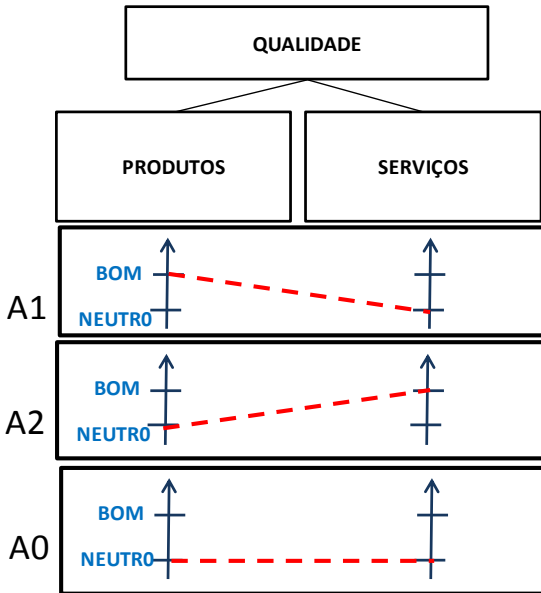 QUALIDADE
PRODUTOS
SERVIÇOS
A1
BOM
NEUTR0
A2
BOM
NEUTR0
A0
BOM
NEUTR0